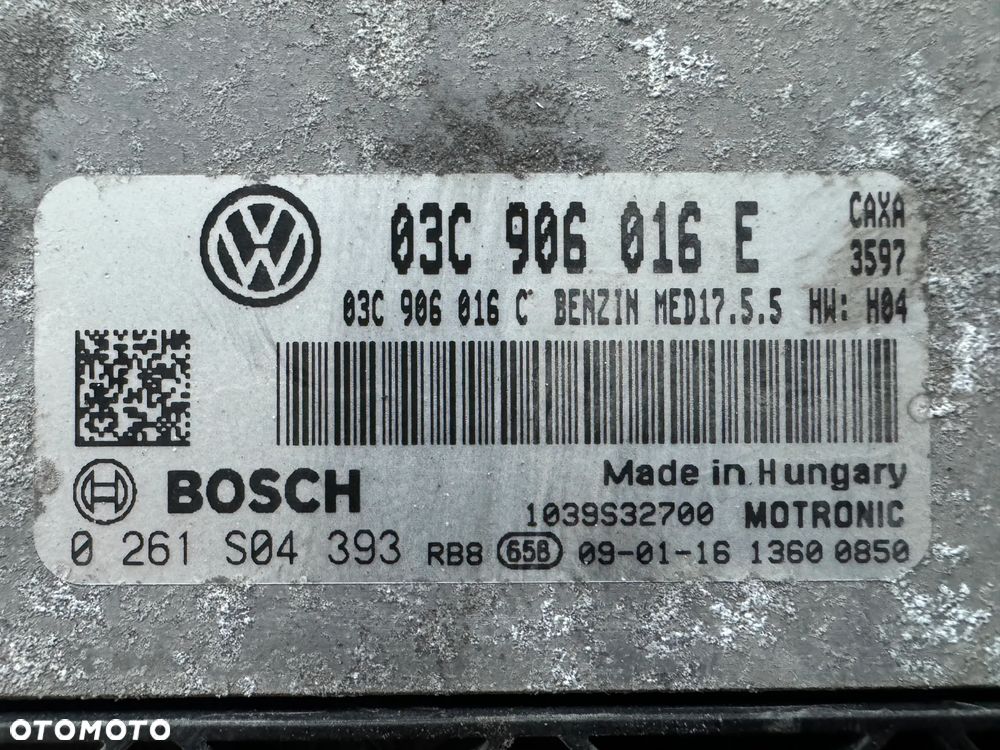 03C 906 016 E
CAXA
3597
03C 906 016 C BENZIN MED17.5.5 HW: H04
BOSCH
Made in Hungary
1039S32700 MOTRONIC
0 261 S04 393 RB8 658 09-01-16 1360 0850
OTOMOTO